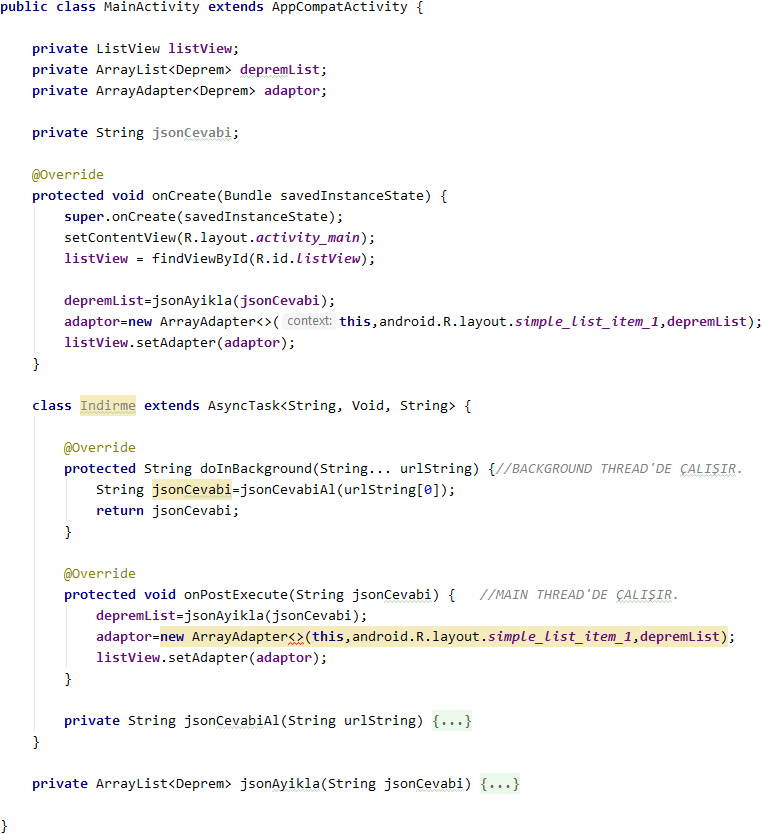 public class MainActivity extends AppCompatActivity {
private ListView listView;
private ArrayList<Deprem> depremList;
private ArrayAdapter<Deprem> adaptor;
private String jsonCevabi;
@Override
protected void onCreate(Bundle savedInstanceState) {
super.onCreate(savedInstanceState);
setContentView(R.layout.activity_main);
listView = findViewById(R.id.listView);
depremList=jsonAyikla(jsonCevabi);
adaptor=new ArrayAdapter<>( context: this,android.R.layout.simple_list_item_1,depremList);
listView.setAdapter(adaptor);
}
class Indirme extends AsyncTask<String, Void, String> {
@Override
protected String doInBackground(String... urlString) {//BACKGROUND THREAD'DE ÇALIŞIR.
String jsonCevabi=jsonCevabiAl(urlString[0]);
return jsonCevabi;
}
@Override
protected void onPostExecute(String jsonCevabi) {   //MAIN THREAD'DE ÇALIŞIR.
depremList=jsonAyikla(jsonCevabi);
adaptor=new ArrayAdapter<>(this,android.R.layout.simple_list_item_1,depremList);
listView.setAdapter(adaptor);
}
private String jsonCevabiAl(String urlString) {...}
}
private ArrayList<Deprem> jsonAyikla(String jsonCevabi) {...}
}